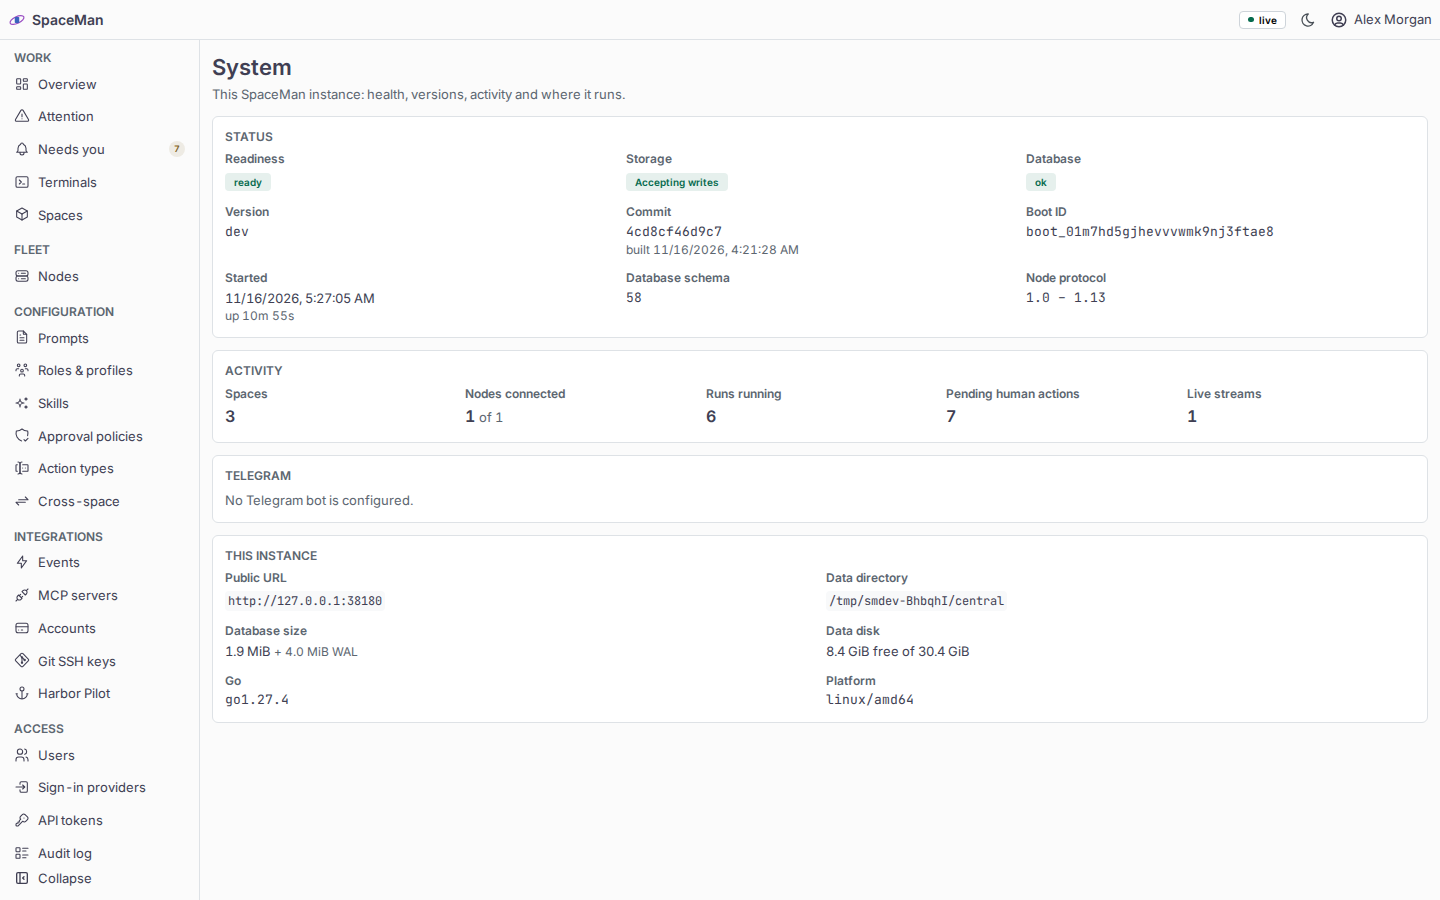 SpaceMan
live
Alex Morgan
WORK
Overview
Attention
Needs you 7
Terminals
Spaces
FLEET
Nodes
CONFIGURATION
Prompts
Roles & profiles
Skills
Approval policies
Action types
Cross-space
INTEGRATIONS
Events
MCP servers
Accounts
Git SSH keys
Harbor Pilot
ACCESS
Users
Sign-in providers
API tokens
Audit log
Collapse
System
This SpaceMan instance: health, versions, activity and where it runs.
STATUS
Readiness Storage Database
ready Accepting writes ok
Version Commit Boot ID
dev 4cd8cf46d9c7 boot_01m7hd5gjhevvvwmk9nj3ftae8
built 11/16/2026, 4:21:28 AM
Started Database schema Node protocol
11/16/2026, 5:27:05 AM 58 1.0 – 1.13
up 10m 55s
ACTIVITY
Spaces Nodes connected Runs running Pending human actions Live streams
3 1 of 1 6 7 1
TELEGRAM
No Telegram bot is configured.
THIS INSTANCE
Public URL Data directory
http://127.0.0.1:38180 /tmp/smdev-BhbqhI/central
Database size Data disk
1.9 MiB + 4.0 MiB WAL 8.4 GiB free of 30.4 GiB
Go Platform
go1.27.4 linux/amd64